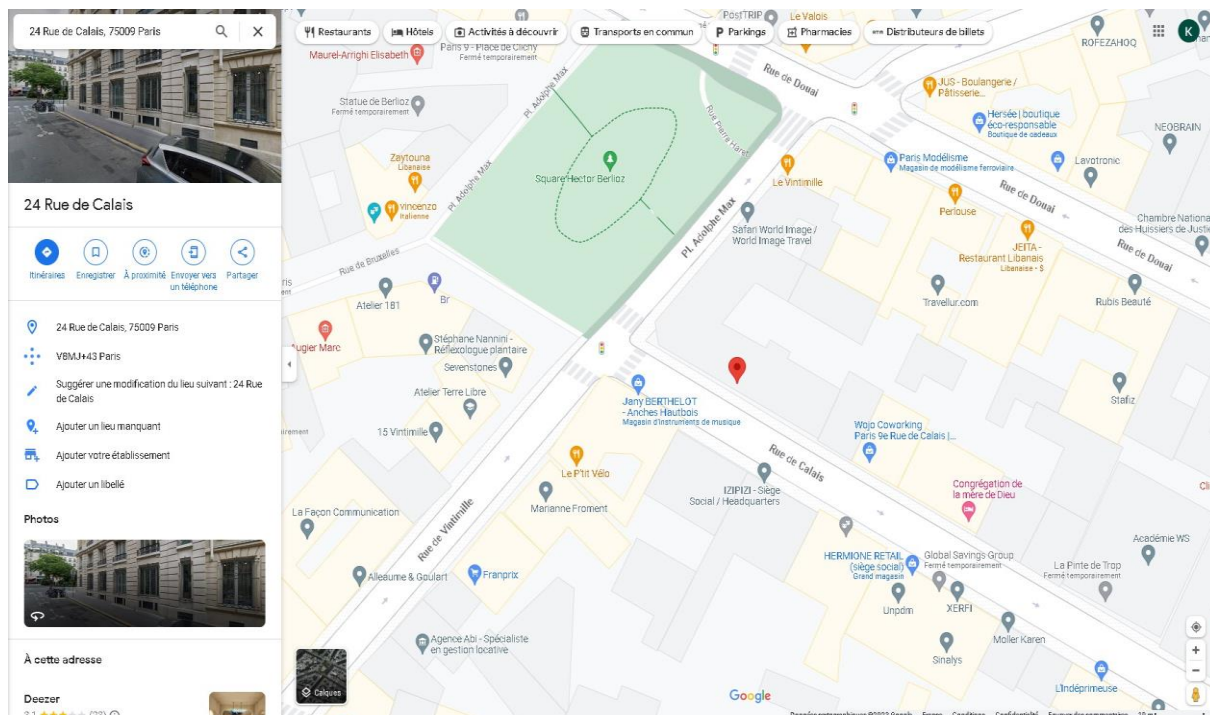 24 Rue de Calais, 75009 Paris
24 Rue de Calais
Itinéraires
Enregistrer
À proximité
Envoyer vers
un téléphone
Partager
24 Rue de Calais, 75009 Paris
V8MJ+43 Paris
Suggérer une modification du lieu suivant : 24 Rue
de Calais
Ajouter un lieu manquant
Ajouter votre établissement
Ajouter un libellé
Photos
À cette adresse
Deezer
Restaurants
Hôtels
Activités à découvrir
Transports en commun
Parkings
Pharmacies
Distributeurs de billets
K
PostTRIP
Le Valois
ROFEZAHOQ
Maurel-Arrighi Elisabeth
Paris 9 - Place de Clichy
Fermé temporairement
Rue de Douai
JUS - Boulangerie /
Pâtisserie...
Statue de Berlioz
Fermé temporairement
Pl. Adolphe Max
Rue Pierre Haret
Hersée | boutique
éco-responsable
Boutique de cadeaux
NEOBRAIN
Zaytouna
Libanaise
Square Hector Berlioz
Le Vintimille
Paris Modélisme
Magasin de modélisme ferroviaire
Lavotronic
Pl. Adolphe Max
vincenzo
Italienne
Pl. Adolphe Max
Perlouse
Rue de Douai
Safari World Image /
World Image Travel
JEITA -
Restaurant Libanais
Libanaise - $
Chambre Nationa
des Huissiers de Justi
Rue de Douai
Rue de Bruxelles
Br
Atelier 181
Travellur.com
Rubis Beauté
Augier Marc
Stéphane Nannini -
Réflexologue plantaire
Sevenstones
Atelier Terre Libre
15 Vintimille
Jany BERTHELOT
- Anches Hautbois
Magasin d'instruments de musique
Stafiz
Wojo Coworking
Paris 9e Rue de Calais |...
Rue de Calais
Le P'tit Vélo
IZIPIZI - Siège
Social / Headquarters
Congrégation de
la mère de Dieu
Marianne Froment
La Façon Communication
Rue de Vintimille
Académie WS
HERMIONE RETAIL
(siège social)
Grand magasin
Global Savings Group
Fermé temporairement
La Pinte de Trop
Fermé temporairement
Alleaume & Goulart
Franprix
Unpdm
XERFI
Agence Abi - Spécialiste
en gestion locative
Moller Karen
Sinalys
L'Indéprimeuse
Calques
Google